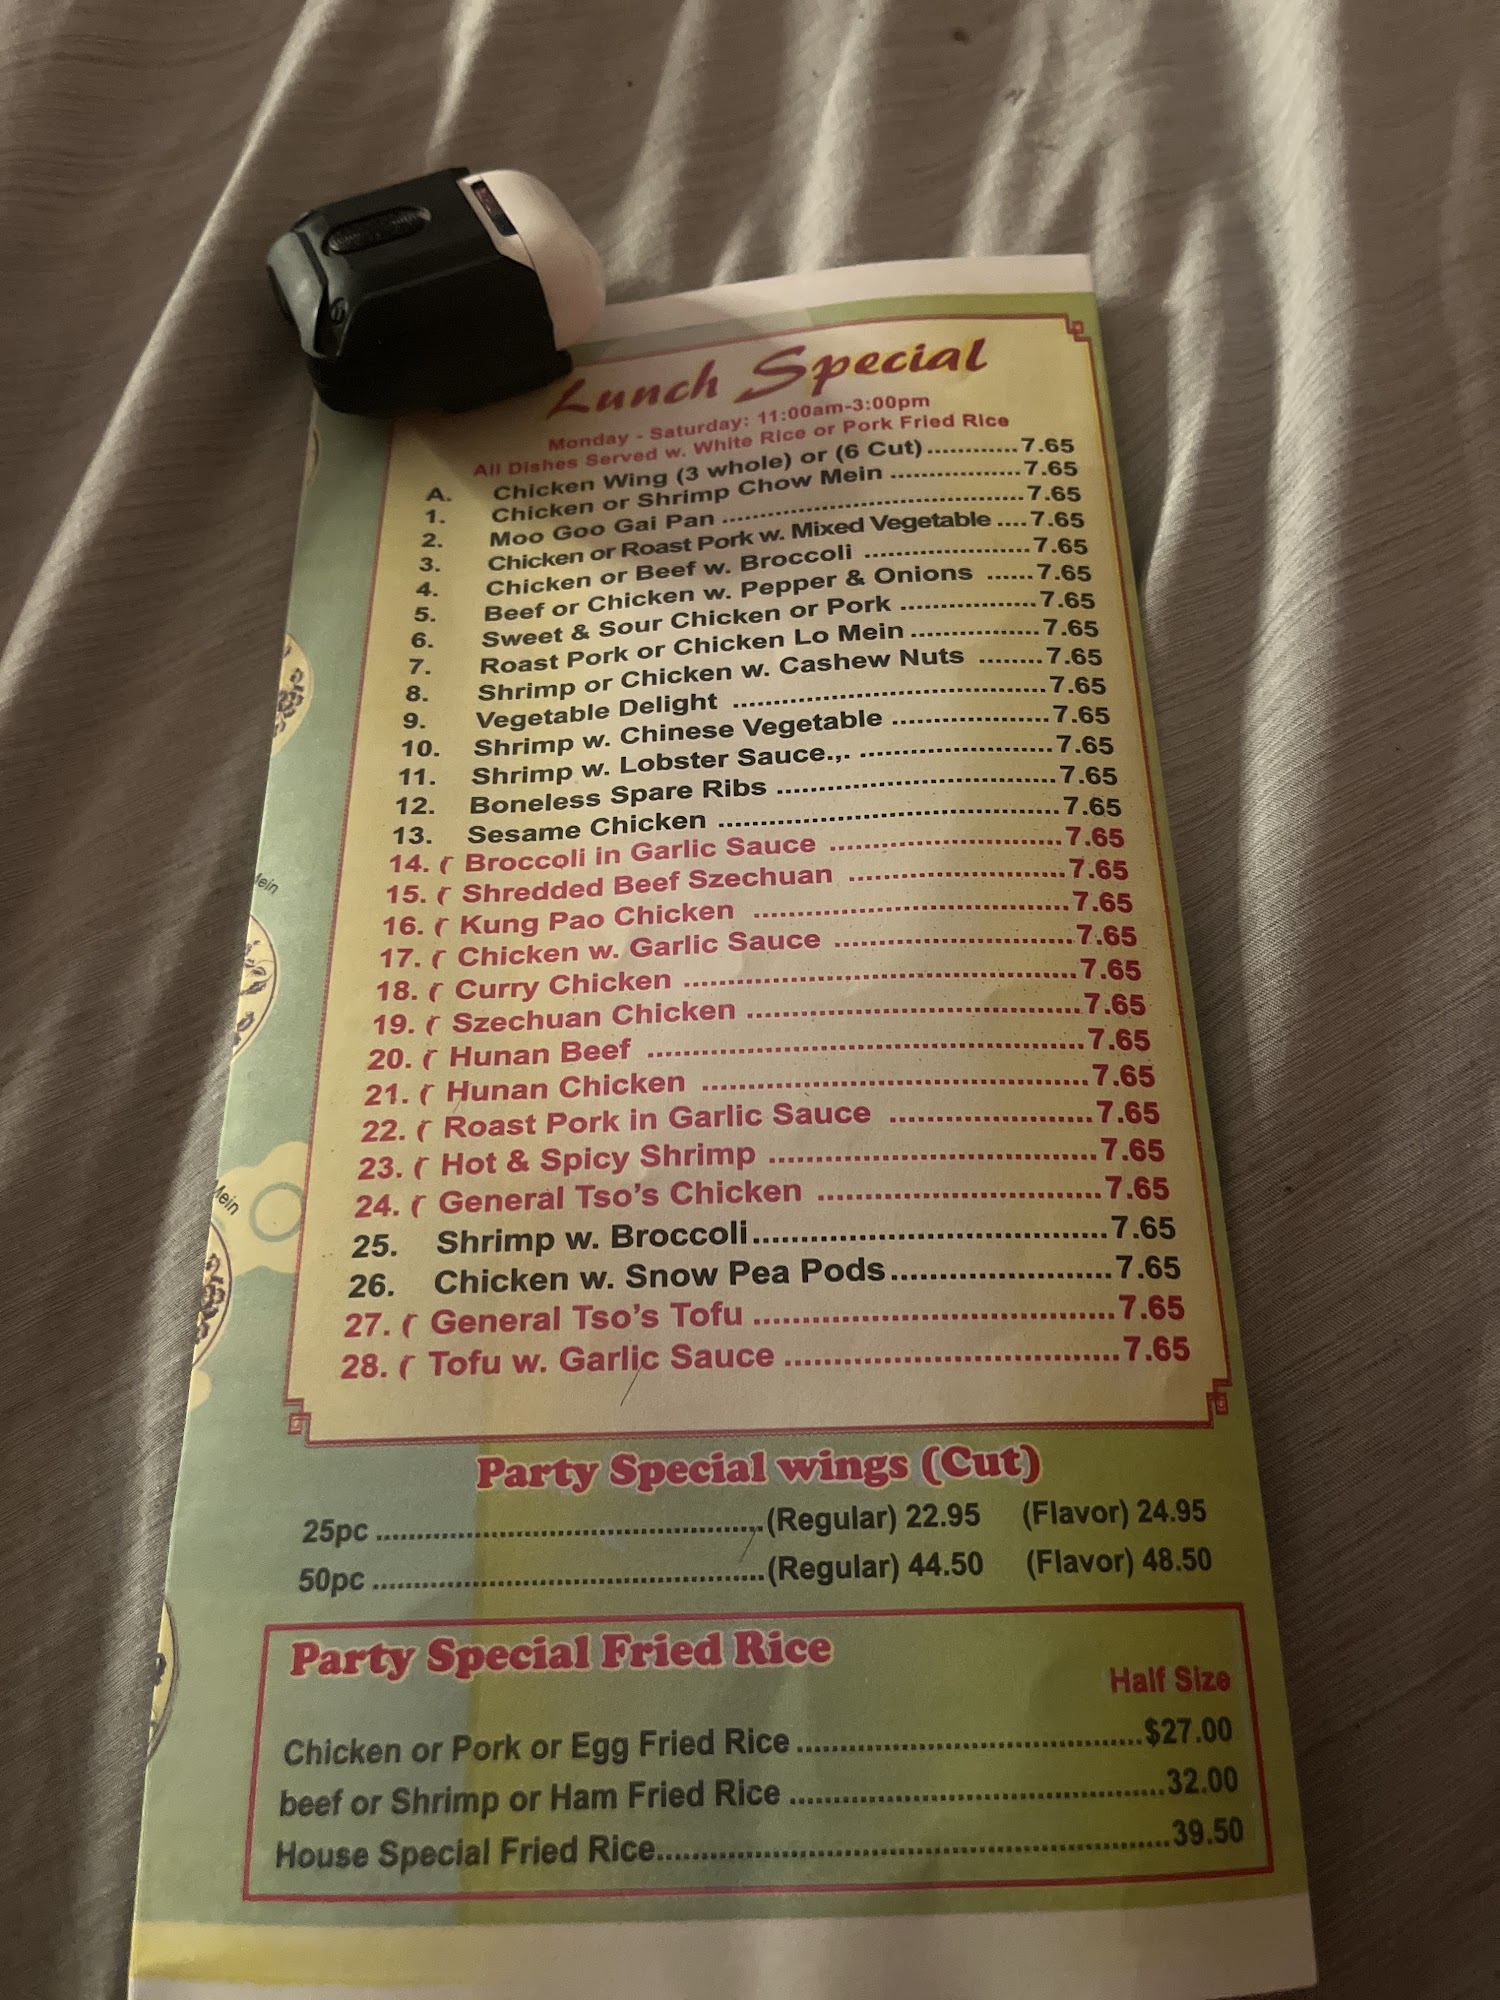 Lunch Special
Monday - Saturday: 11:00am-3:00pm
All Dishes Served w. White Rice or Pork Fried Rice
A. Chicken Wing (3 whole) or (6 Cut)............7.65
1. Chicken or Shrimp Chow Mein .................7.65
2. Moo Goo Gai Pan .......................................7.65
3. Chicken or Roast Pork w. Mixed Vegetable ....7.65
4. Chicken or Beef w. Broccoli ......................7.65
5. Beef or Chicken w. Pepper & Onions ......7.65
6. Sweet & Sour Chicken or Pork .................7.65
7. Roast Pork or Chicken Lo Mein ................7.65
8. Shrimp or Chicken w. Cashew Nuts ........7.65
9. Vegetable Delight .......................................7.65
10. Shrimp w. Chinese Vegetable ...................7.65
11. Shrimp w. Lobster Sauce.,. .......................7.65
12. Boneless Spare Ribs .................................7.65
13. Sesame Chicken ........................................7.65
14. Broccoli in Garlic Sauce ...........................7.65
15. Shredded Beef Szechuan .........................7.65
16. Kung Pao Chicken .....................................7.65
17. Chicken w. Garlic Sauce ...........................7.65
18. Curry Chicken ............................................7.65
19. Szechuan Chicken .....................................7.65
20. Hunan Beef ................................................7.65
21. Hunan Chicken ..........................................7.65
22. Roast Pork in Garlic Sauce ......................7.65
23. Hot & Spicy Shrimp ...................................7.65
24. General Tso's Chicken ..............................7.65
25. Shrimp w. Broccoli.....................................7.65
26. Chicken w. Snow Pea Pods.......................7.65
27. General Tso's Tofu ....................................7.65
28. Tofu w. Garlic Sauce .................................7.65
Mein
Mein
Party Special wings (Cut)
25pc ..............................................(Regular) 22.95 (Flavor) 24.95
50pc ..............................................(Regular) 44.50 (Flavor) 48.50
Party Special Fried Rice
Half Size
Chicken or Pork or Egg Fried Rice .......................................$27.00
beef or Shrimp or Ham Fried Rice ..........................................32.00
House Special Fried Rice..........................................................39.50